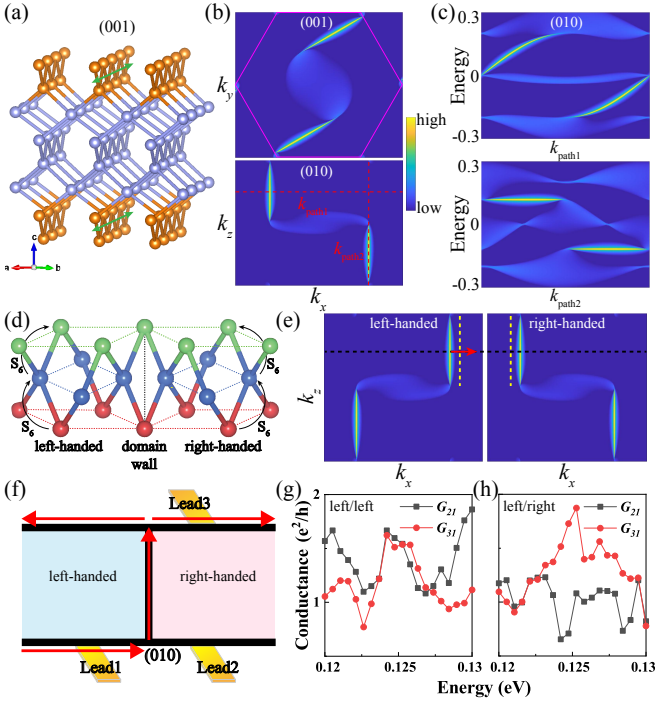 (a)
(001)
c
a
b
(b)
(001)
k_y
high
low
(010)
k_path1
k_path2
k_z
k_x
(c)
(010)
0.3
Energy
0
-0.3
k_path1
0.3
Energy
0
-0.3
k_path2
(d)
S_6
S_6
S_6
S_6
left-handed
domain
wall
right-handed
(e)
left-handed
right-handed
k_z
k_x
k_x
(f)
Lead3
left-handed
right-handed
Lead1
(010)
Lead2
(g)
left/left
G_21
G_31
2
1
Conductance (e²/h)
0.12
0.125
0.13
(h)
left/right
G_21
G_31
0.12
0.125
0.13
Energy (eV)